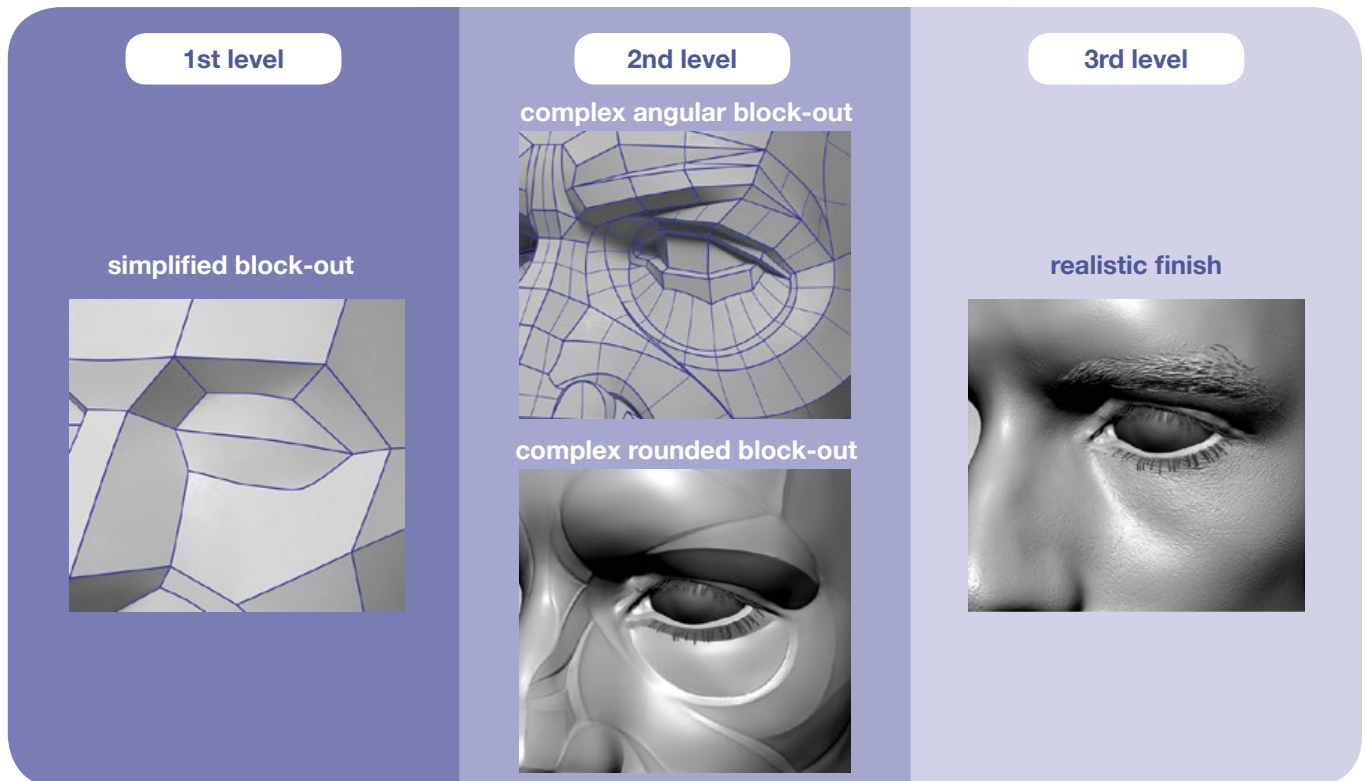 1st level
simplified block-out
2nd level
complex angular block-out
complex rounded block-out
3rd level
realistic finish